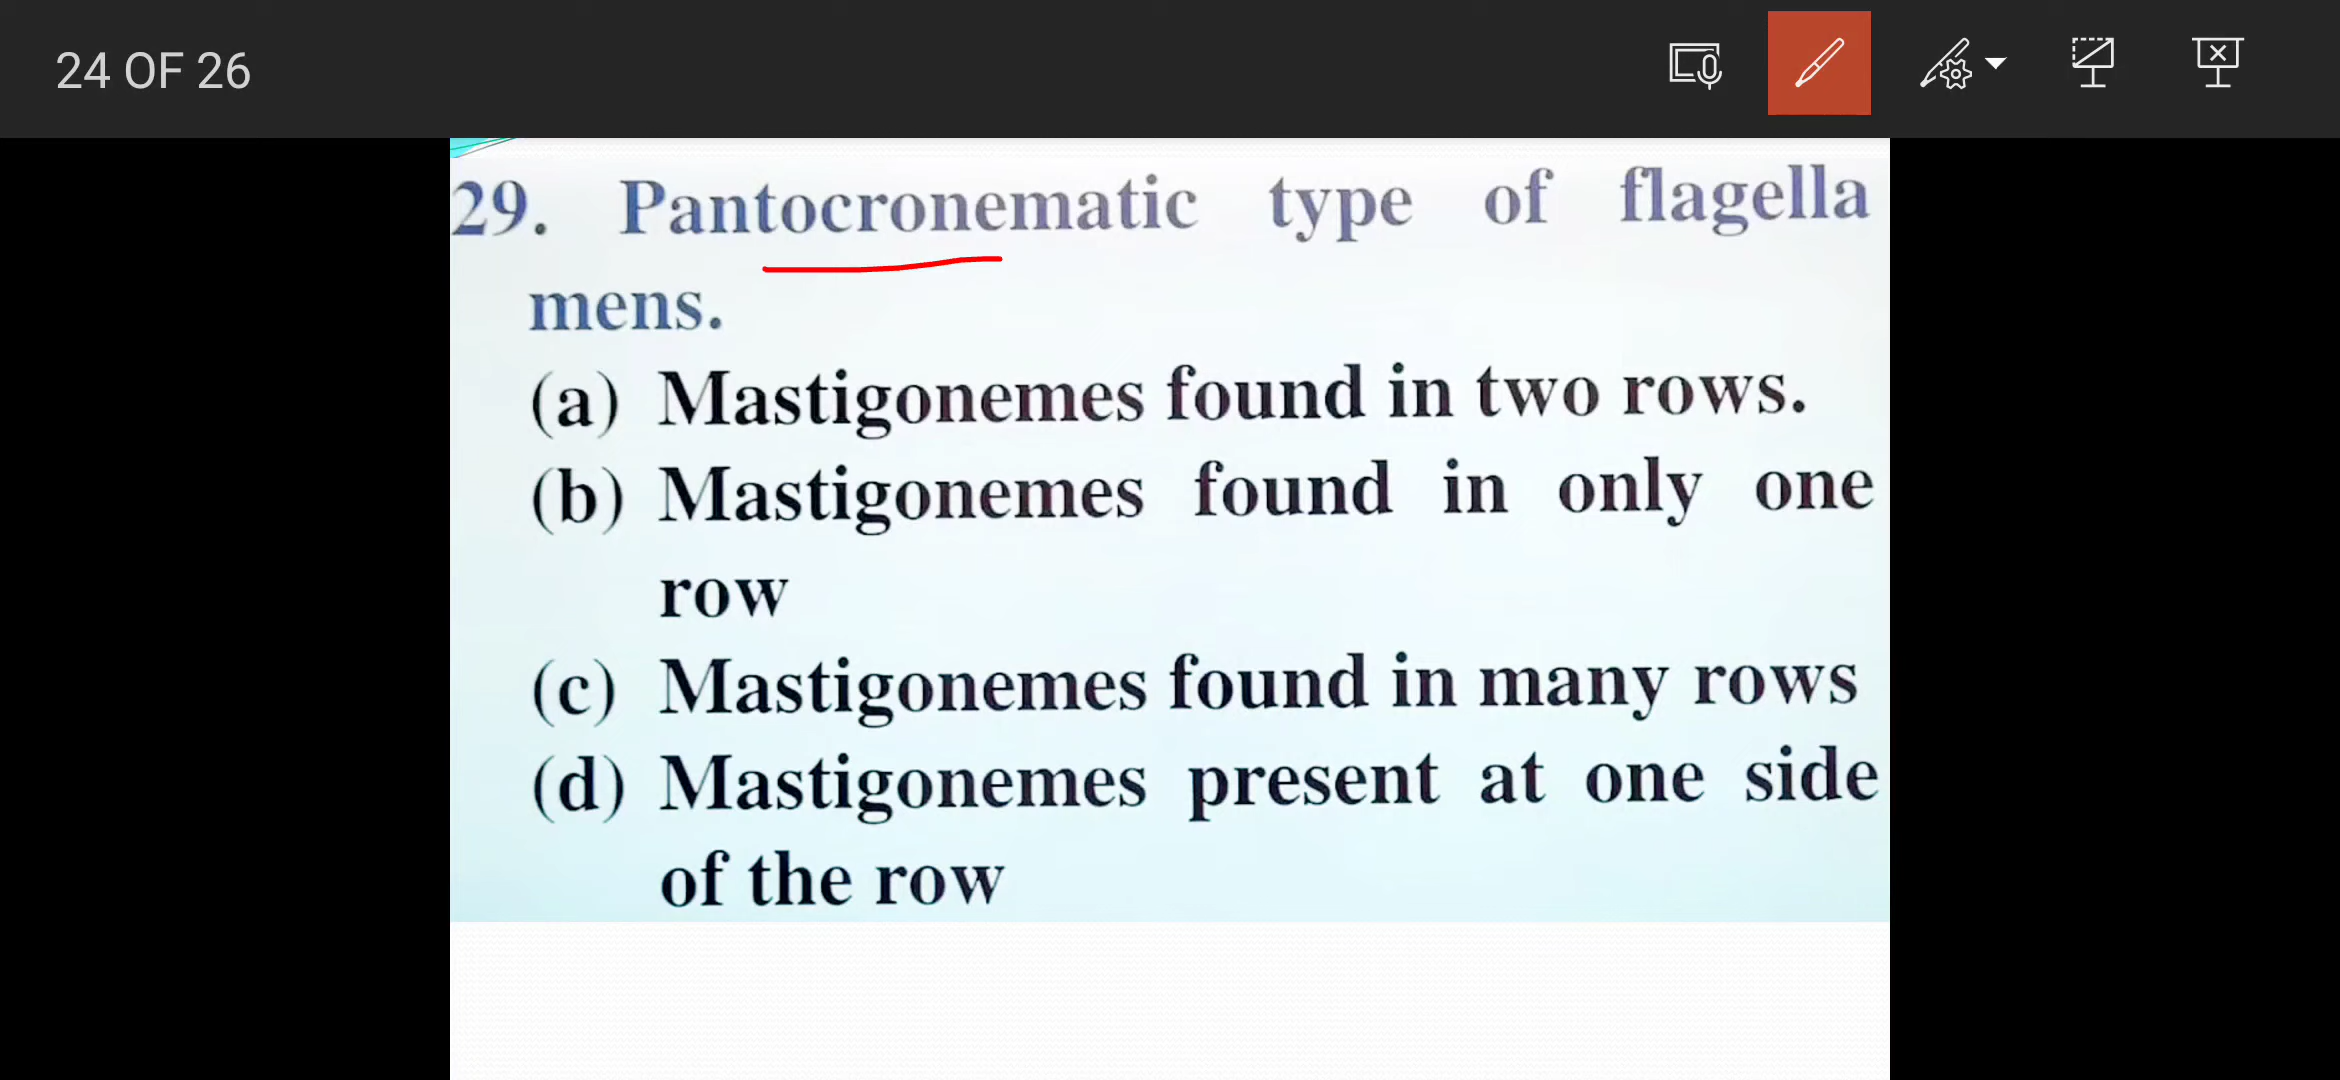 24 OF 26
29. Pantocronematic type of flagella
mens.
(a) Mastigonemes found in two rows.
(b) Mastigonemes found in only one
row
(c) Mastigonemes found in many rows
(d) Mastigonemes present at one side
of the row